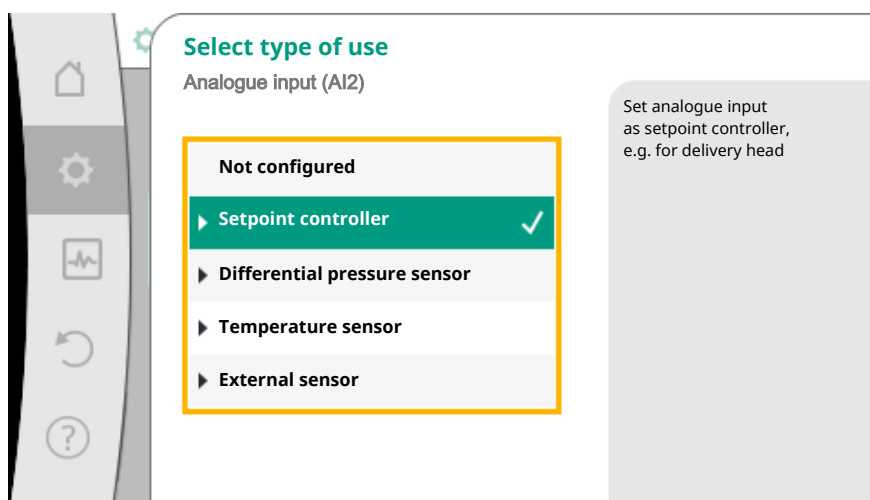 Select type of use
Analogue input (AI2)
Set analogue input
as setpoint controller,
e.g. for delivery head
Not configured
Setpoint controller
Differential pressure sensor
Temperature sensor
External sensor
?